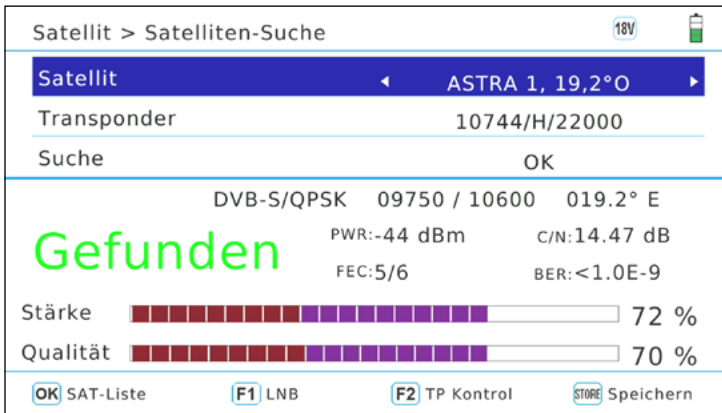 Satellit > Satelliten-Suche 18V
Satellit ASTRA 1, 19,2°O
Transponder 10744/H/22000
Suche OK
DVB-S/QPSK 09750 / 10600 019.2° E
Gefunden
PWR:-44 dBm C/N:14.47 dB
FEC:5/6 BER:<1.0E-9
Stärke 72 %
Qualität 70 %
OK SAT-Liste F1 LNB F2 TP Kontrol STORE Speichern